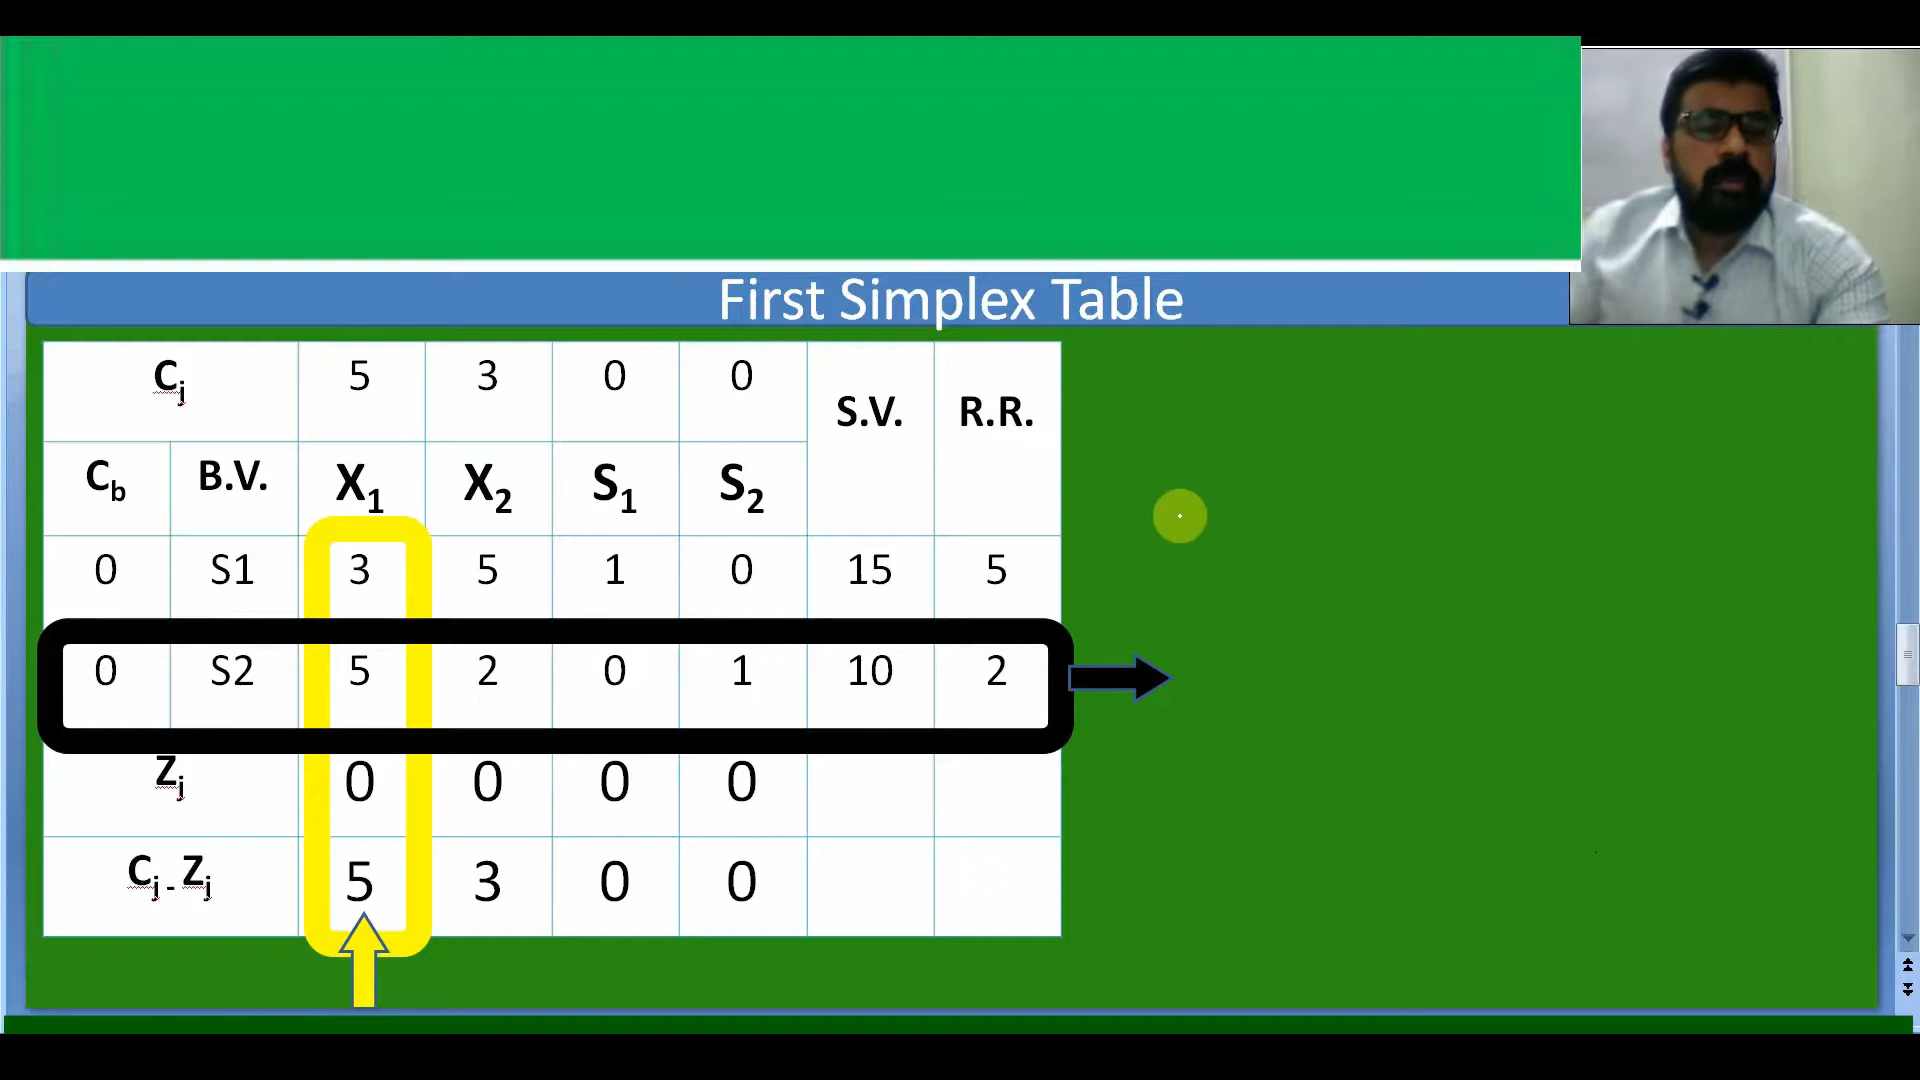 First Simplex Table
Cj 5 3 0 0 S.V. R.R.
Cb B.V. X1 X2 S1 S2
0 S1 3 5 1 0 15 5
0 S2 5 2 0 1 10 2
Zj 0 0 0 0
Cj - Zj 5 3 0 0